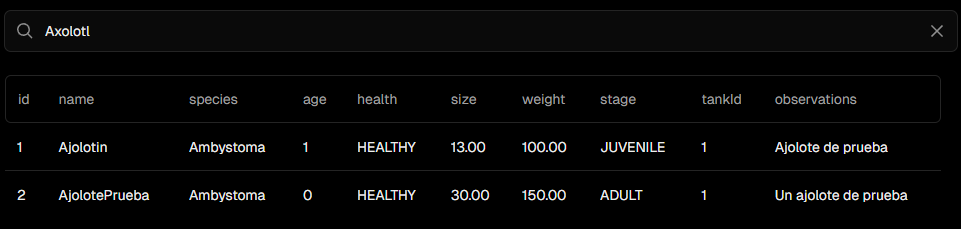 Axolotl
id name species age health size weight stage tankId observations
1 Ajolotin Ambystoma 1 HEALTHY 13.00 100.00 JUVENILE 1 Ajolote de prueba
2 AjolotePrueba Ambystoma 0 HEALTHY 30.00 150.00 ADULT 1 Un ajolote de prueba